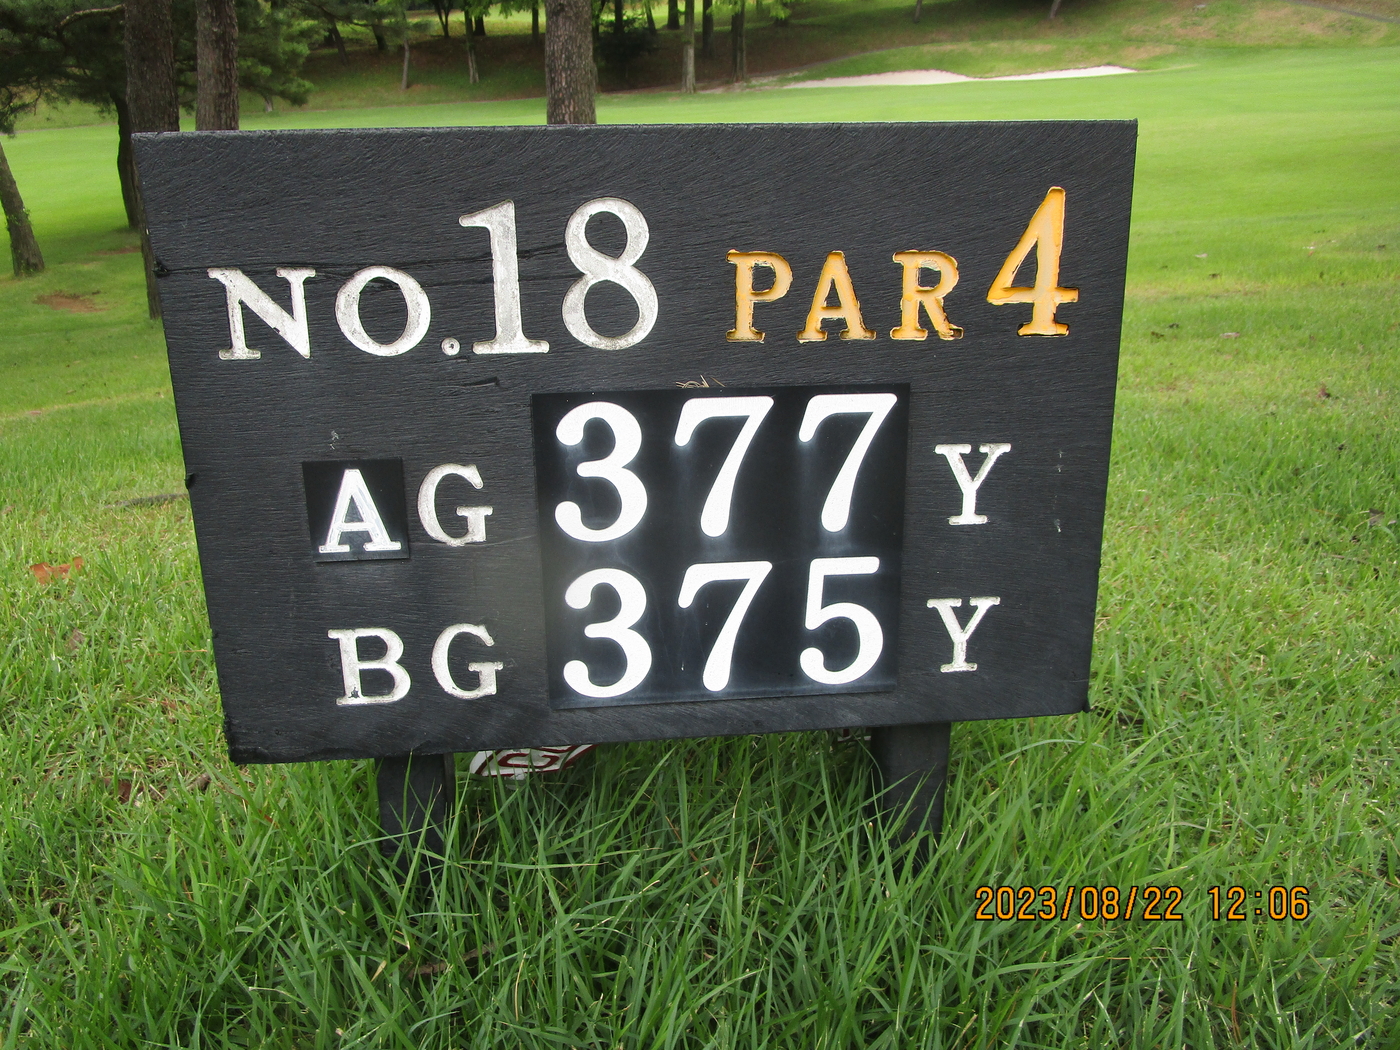 NO.18 PAR4
AG 377 Y
BG 375 Y
2023/08/22 12:06